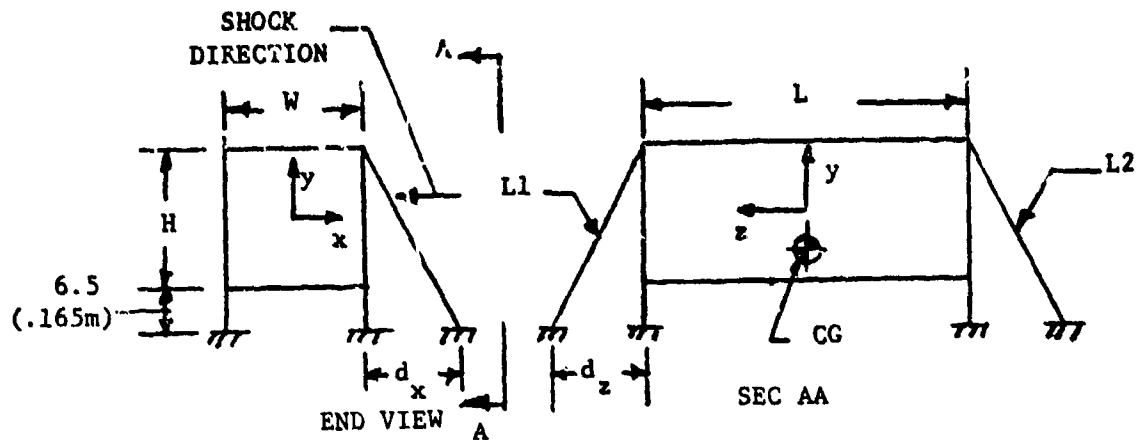 SHOCK
DIRECTION
A
W
L
y
x
H
L1
L2
y
z
6.5
(.165m)
CG
d
x
d
z
END VIEW
A
SEC AA